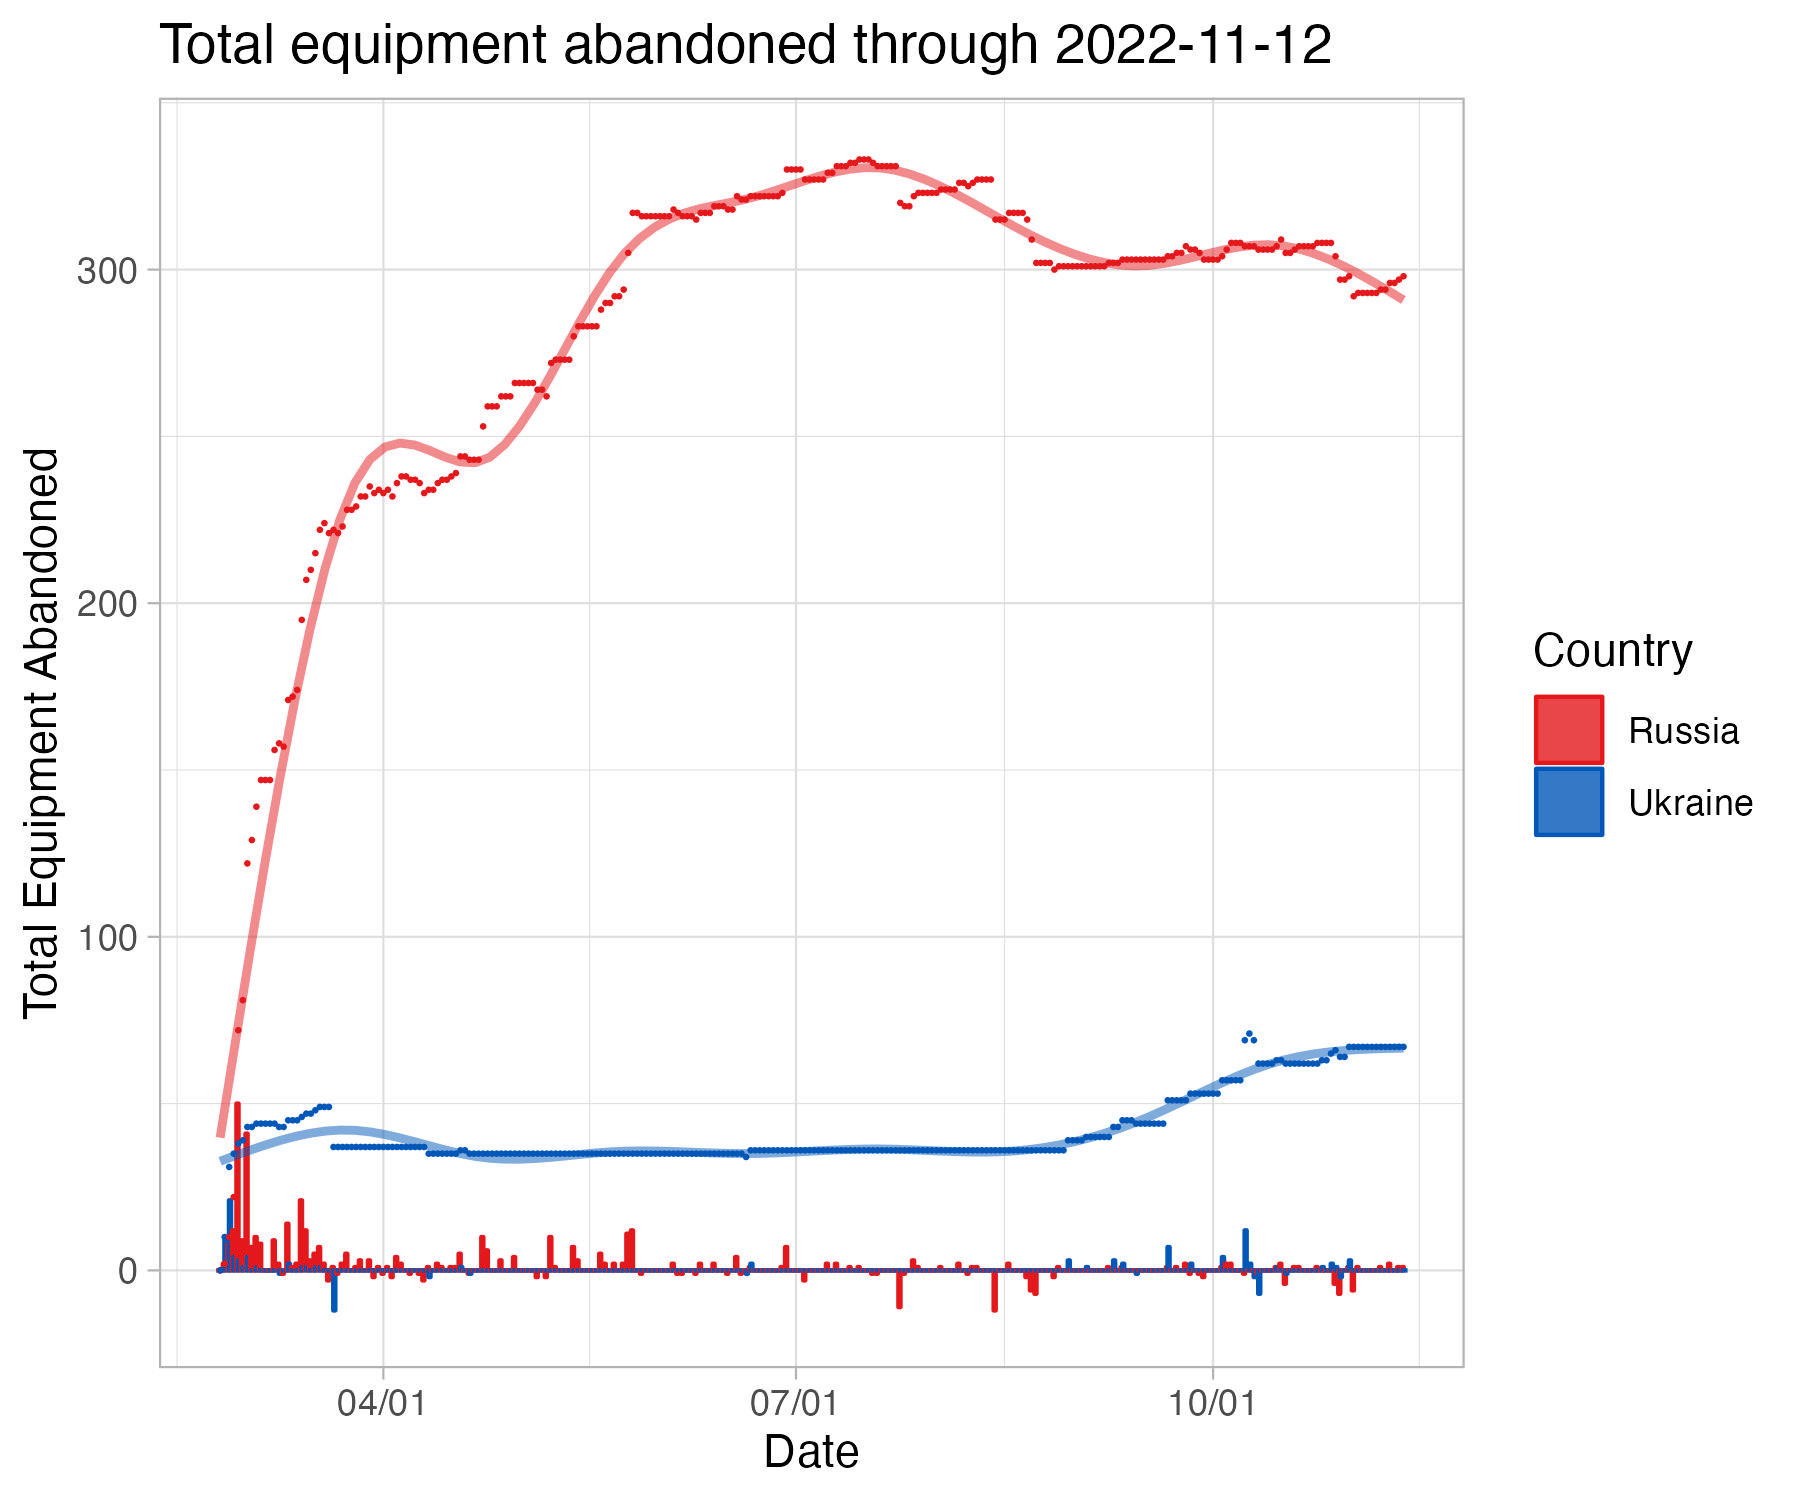 Total equipment abandoned through 2022-11-12
Total Equipment Abandoned
300
200
100
0
04/01
07/01
10/01
Date
Country
Russia
Ukraine